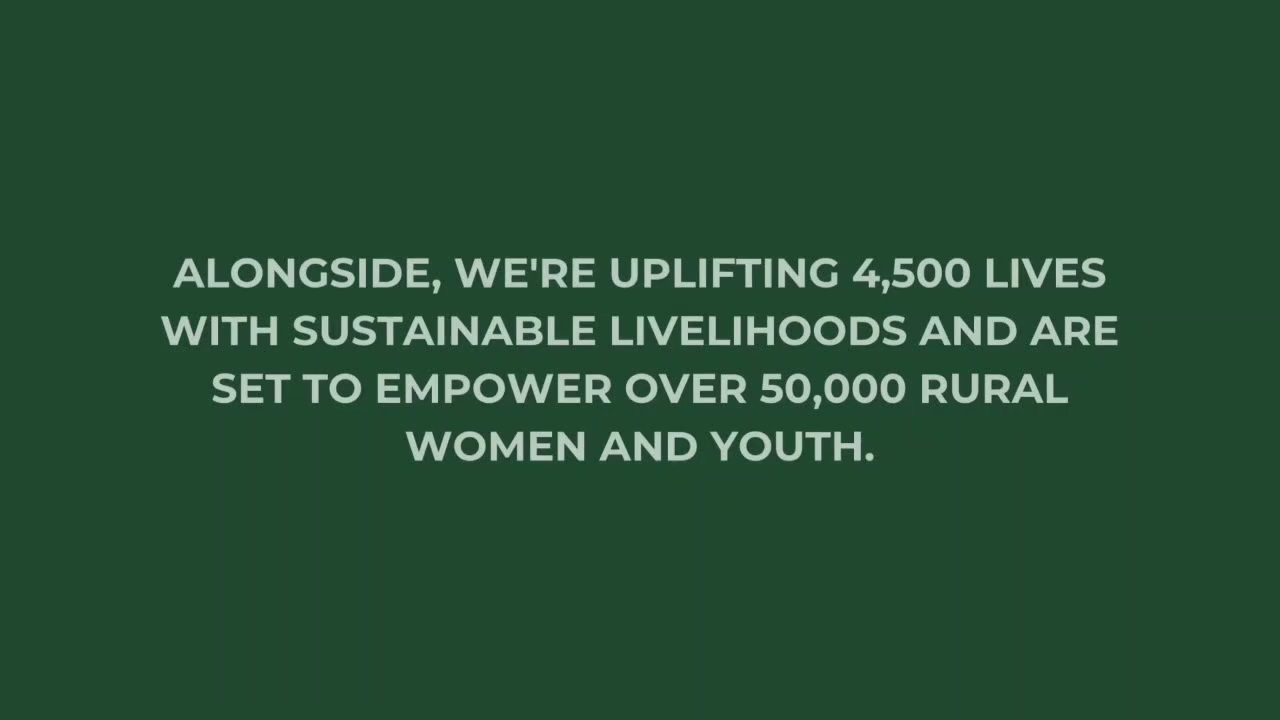 ALONGSIDE, WE'RE UPLIFTING 4,500 LIVES
WITH SUSTAINABLE LIVELIHOODS AND ARE
SET TO EMPOWER OVER 50,000 RURAL
WOMEN AND YOUTH.